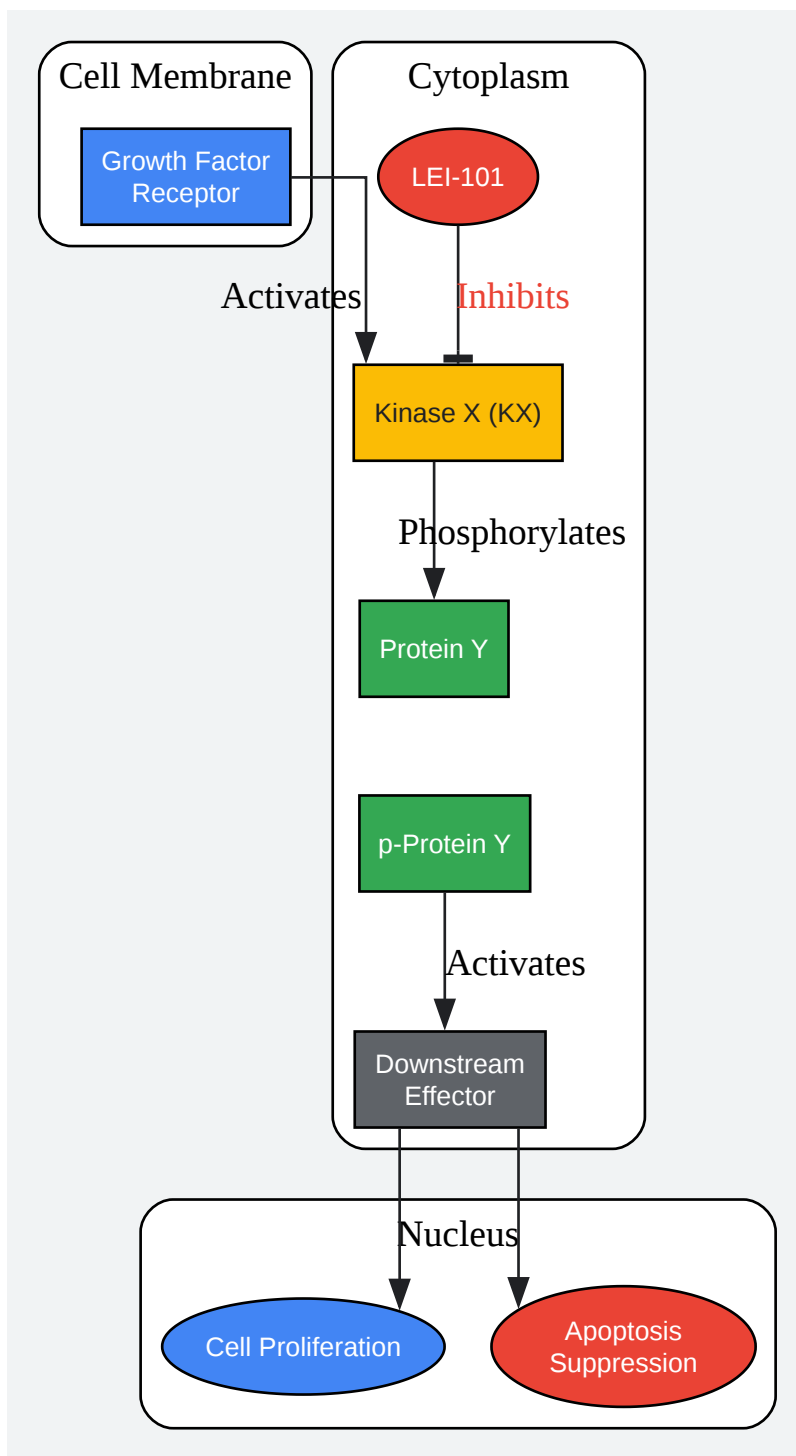 Cell Membrane
Growth Factor
Receptor
Cytoplasm
LEI-101
Activates
Inhibits
Kinase X (KX)
Phosphorylates
Protein Y
p-Protein Y
Activates
Downstream
Effector
Nucleus
Cell Proliferation
Apoptosis
Suppression